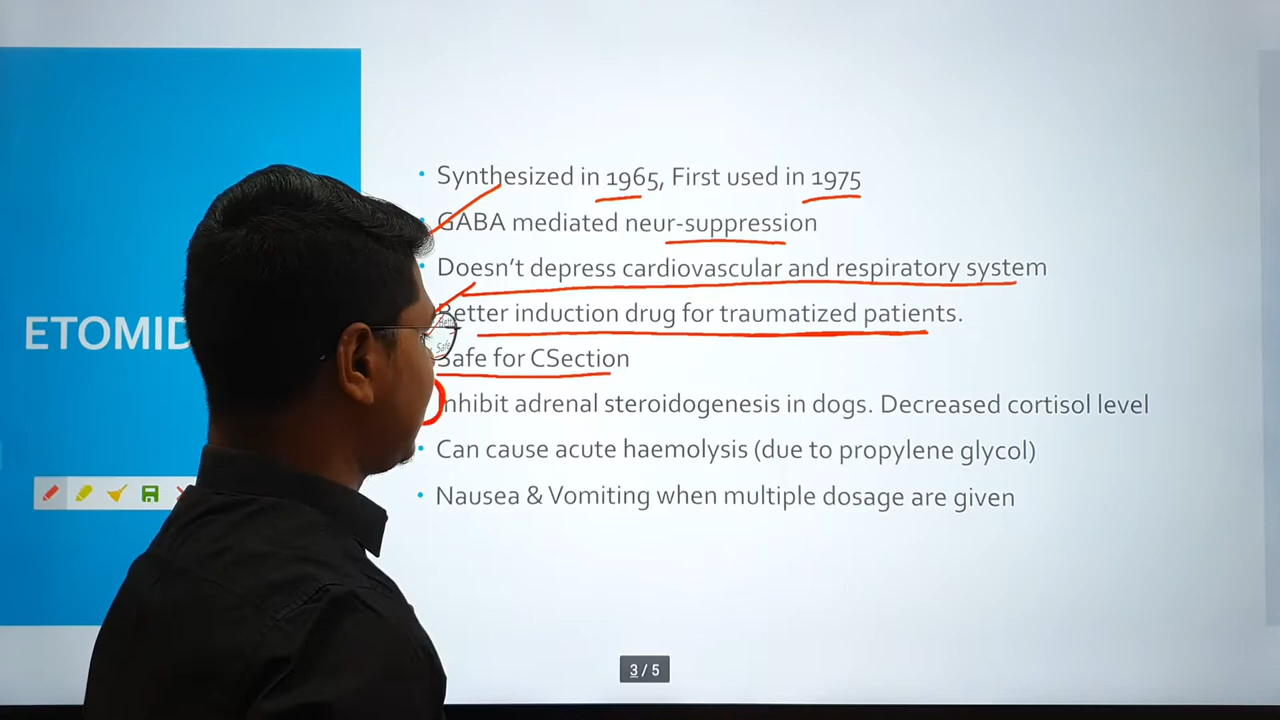 ETOMID
Synthesized in 1965, First used in 1975
GABA mediated neur-suppression
Doesn't depress cardiovascular and respiratory system
Better induction drug for traumatized patients.
Safe for CSection
Inhibit adrenal steroidogenesis in dogs. Decreased cortisol level
Can cause acute haemolysis (due to propylene glycol)
Nausea & Vomiting when multiple dosage are given
3 / 5